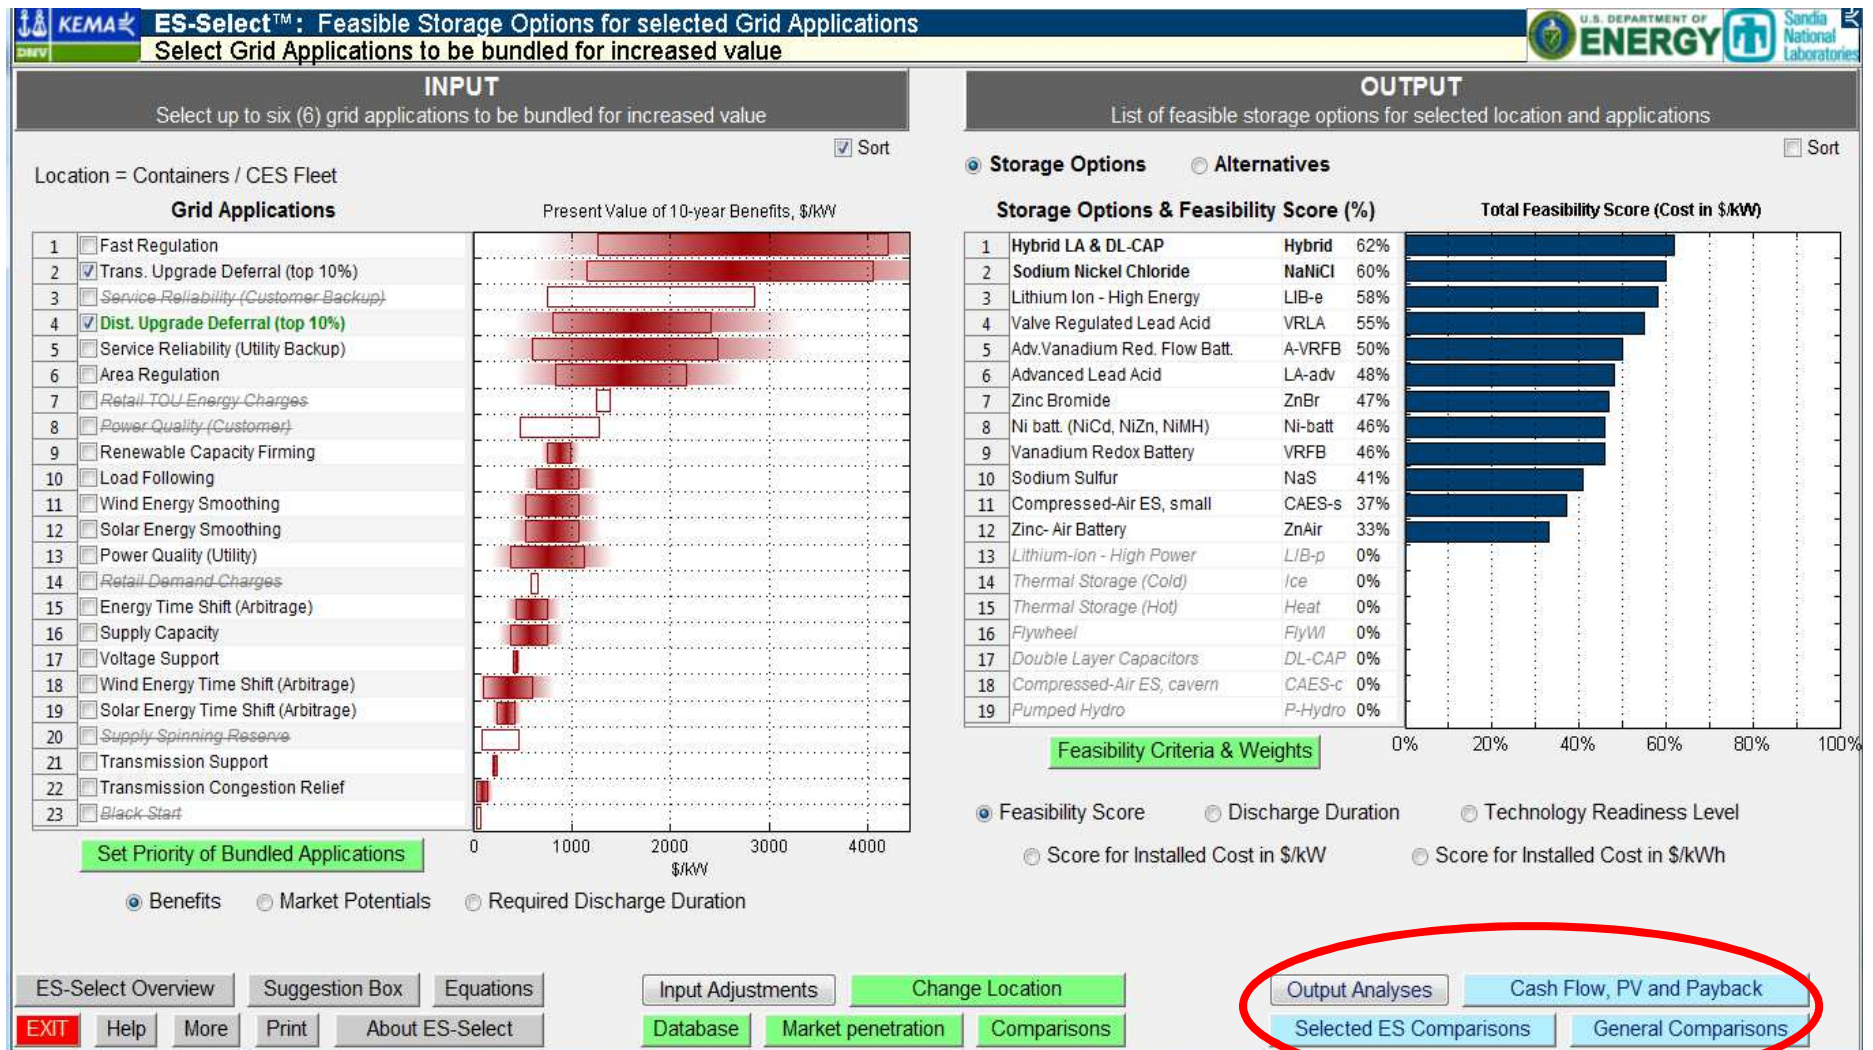 KEMA
DNV
ES-Select™: Feasible Storage Options for selected Grid Applications
Select Grid Applications to be bundled for increased value
U.S. DEPARTMENT OF
ENERGY
Sandia
National
Laboratories
INPUT
Select up to six (6) grid applications to be bundled for increased value
Sort
Location = Containers / CES Fleet
Grid Applications
Present Value of 10-year Benefits, $/kW
1 Fast Regulation
2 Trans. Upgrade Deferral (top 10%)
3 Service Reliability (Customer Backup)
4 Dist. Upgrade Deferral (top 10%)
5 Service Reliability (Utility Backup)
6 Area Regulation
7 Retail TOU Energy Charges
8 Power Quality (Customer)
9 Renewable Capacity Firming
10 Load Following
11 Wind Energy Smoothing
12 Solar Energy Smoothing
13 Power Quality (Utility)
14 Retail Demand Charges
15 Energy Time Shift (Arbitrage)
16 Supply Capacity
17 Voltage Support
18 Wind Energy Time Shift (Arbitrage)
19 Solar Energy Time Shift (Arbitrage)
20 Supply Spinning Reserve
21 Transmission Support
22 Transmission Congestion Relief
23 Black Start
0 1000 2000 3000 4000
$/kW
Set Priority of Bundled Applications
Benefits Market Potentials Required Discharge Duration
OUTPUT
List of feasible storage options for selected location and applications
Sort
Storage Options Alternatives
Storage Options & Feasibility Score (%)
Total Feasibility Score (Cost in $/kW)
1 Hybrid LA & DL-CAP Hybrid 62%
2 Sodium Nickel Chloride NaNiCl 60%
3 Lithium Ion - High Energy LIB-e 58%
4 Valve Regulated Lead Acid VRLA 55%
5 Adv.Vanadium Red. Flow Batt. A-VRFB 50%
6 Advanced Lead Acid LA-adv 48%
7 Zinc Bromide ZnBr 47%
8 Ni batt. (NiCd, NiZn, NiMH) Ni-batt 46%
9 Vanadium Redox Battery VRFB 46%
10 Sodium Sulfur NaS 41%
11 Compressed-Air ES, small CAES-s 37%
12 Zinc- Air Battery ZnAir 33%
13 Lithium-ion - High Power LIB-p 0%
14 Thermal Storage (Cold) Ice 0%
15 Thermal Storage (Hot) Heat 0%
16 Flywheel FlyWl 0%
17 Double Layer Capacitors DL-CAP 0%
18 Compressed-Air ES, cavern CAES-c 0%
19 Pumped Hydro P-Hydro 0%
0% 20% 40% 60% 80% 100%
Feasibility Criteria & Weights
Feasibility Score Discharge Duration Technology Readiness Level
Score for Installed Cost in $/kW Score for Installed Cost in $/kWh
ES-Select Overview Suggestion Box Equations
EXIT Help More Print About ES-Select
Input Adjustments Change Location
Database Market penetration Comparisons
Output Analyses Cash Flow, PV and Payback
Selected ES Comparisons General Comparisons